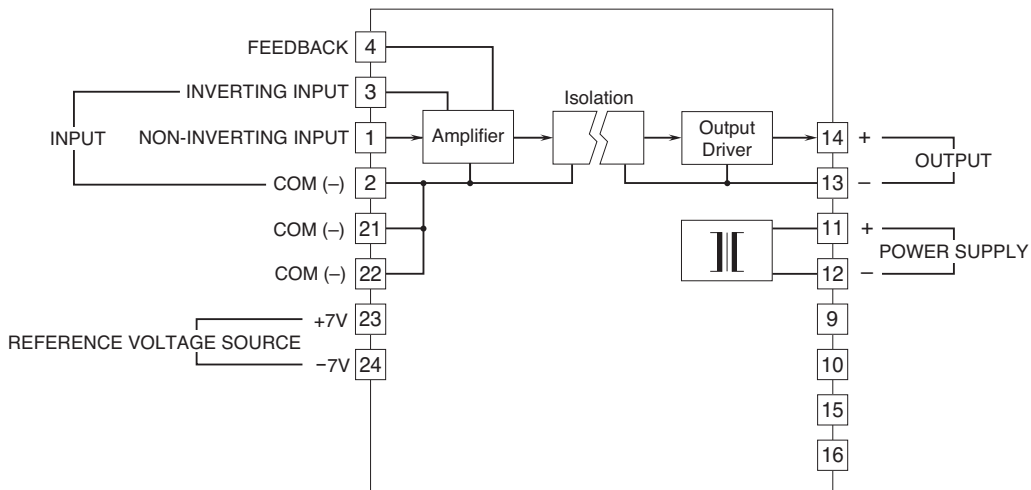 FEEDBACK 4
INVERTING INPUT 3
INPUT
NON-INVERTING INPUT 1
COM (–) 2
COM (–) 21
COM (–) 22
+7V 23
REFERENCE VOLTAGE SOURCE
−7V 24
Amplifier
Isolation
Output
Driver
14 +
OUTPUT
13 –
11 +
POWER SUPPLY
12 –
9
10
15
16